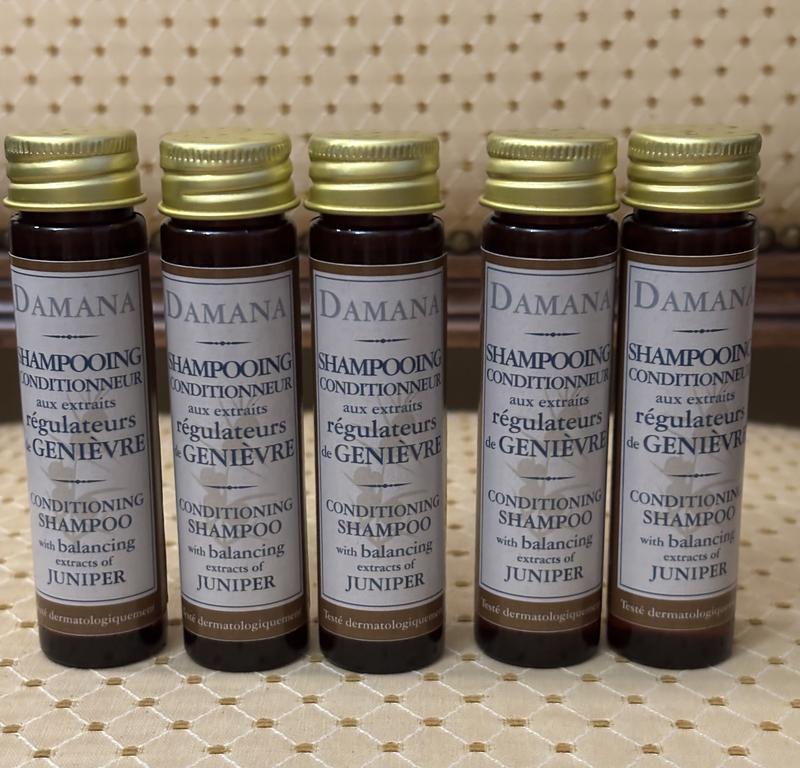 DAMANA
SHAMPOOING
CONDITIONNEUR
aux extraits
régulateurs
de GENIÈVRE
CONDITIONING
SHAMPOO
with balancing
extracts of
JUNIPER
dermatologiquement
DAMANA
SHAMPOOING
CONDITIONNEUR
aux extraits
régulateurs
de GENIÈVRE
CONDITIONING
SHAMPOO
with balancing
extracts of
JUNIPER
Testé dermatologiquement
DAMANA
SHAMPOOING
CONDITIONNEUR
aux extraits
régulateurs
de GENIÈVRE
CONDITIONING
SHAMPOO
with balancing
extracts of
JUNIPER
Testé dermatologiquement
DAMANA
SHAMPOOING
CONDITIONNEUR
aux extraits
régulateurs
de GENIÈVRE
CONDITIONING
SHAMPOO
with balancing
extracts of
JUNIPER
Testé dermatologiquement
DAMANA
SHAMPOOING
CONDITIONNEUR
aux extraits
régulateurs
de GENIÈVRE
CONDITIONING
SHAMPOO
with balancing
extracts of
JUNIPER
Testé dermatologiquement